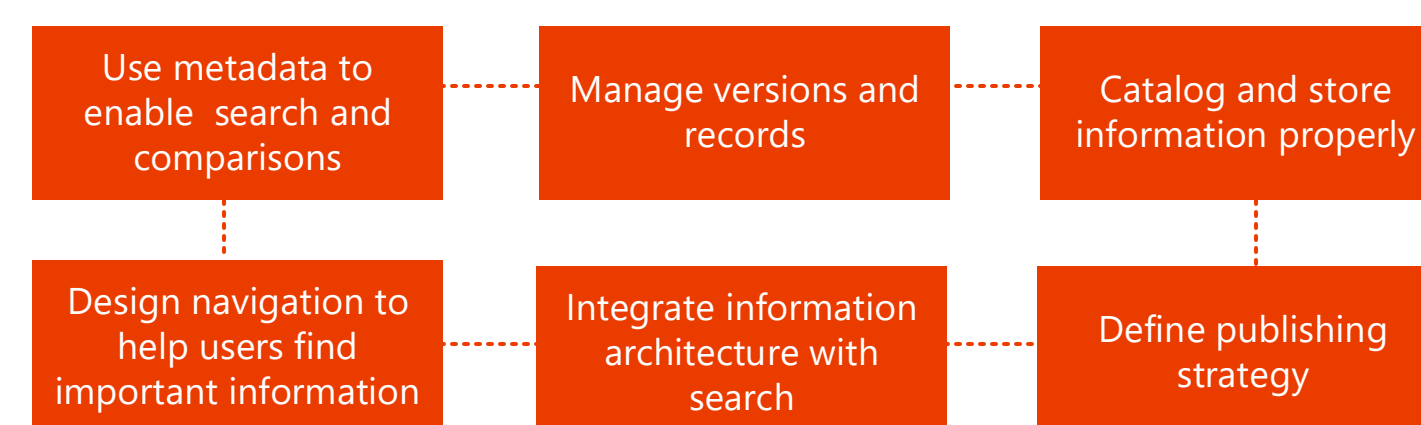 Use metadata to
enable  search and
comparisons
Manage versions and
records
Catalog and store
information properly
Design navigation to
help users find
important information
Integrate information
architecture with
search
Define publishing
strategy